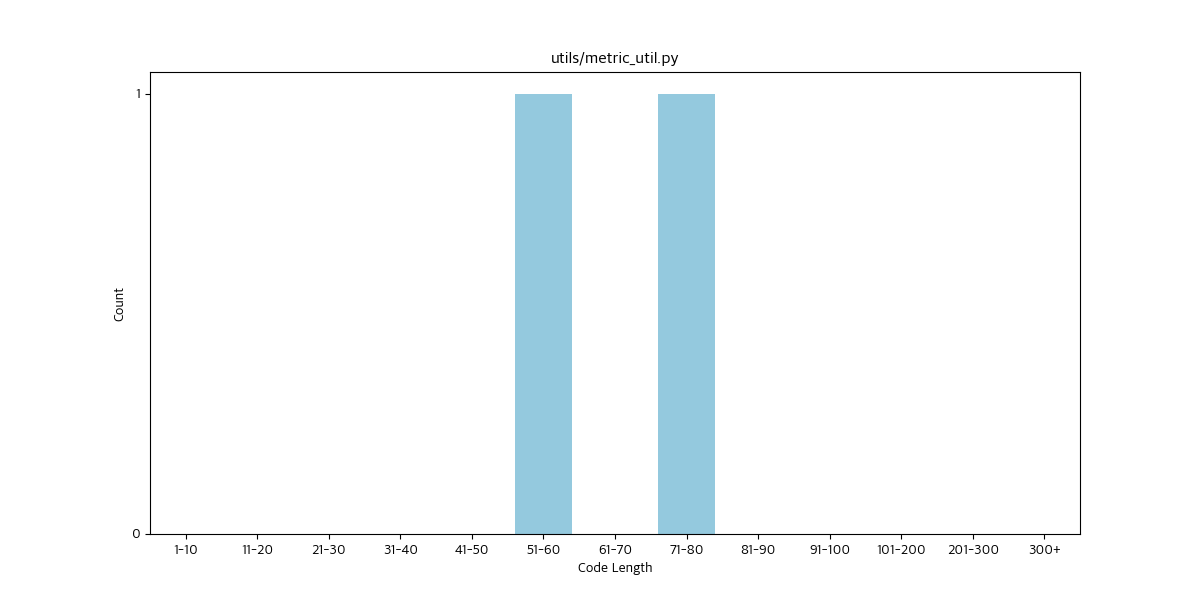 utils/metric_util.py
1
Count
0
1-10 11-20 21-30 31-40 41-50 51-60 61-70 71-80 81-90 91-100 101-200 201-300 300+
Code Length